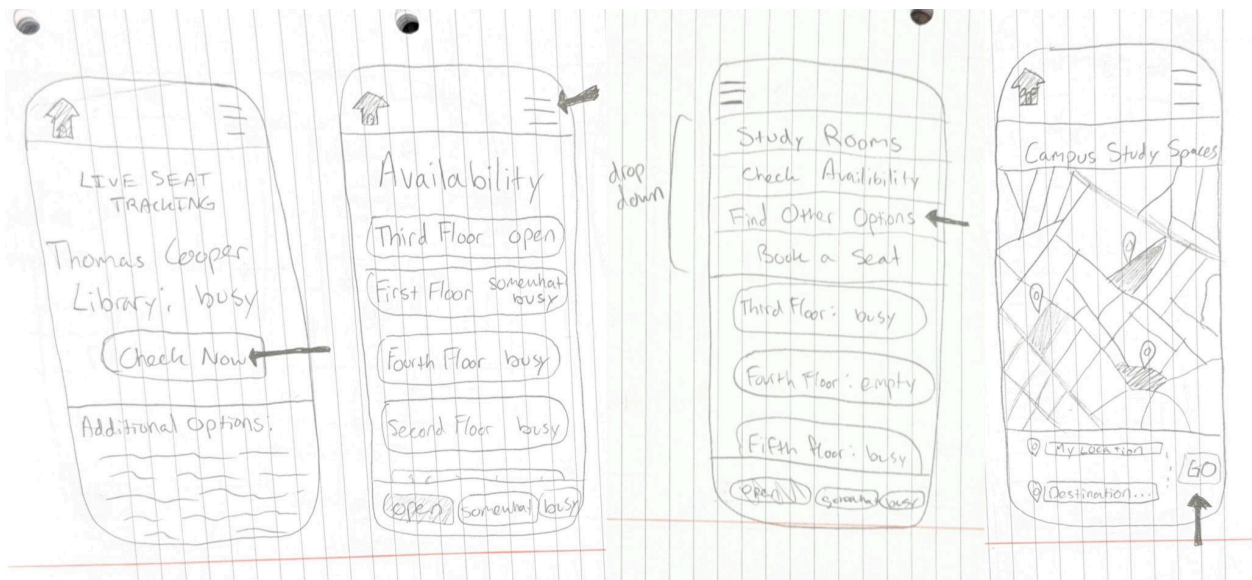 LIVE SEAT
TRACKING
Thomas Cooper
Library: busy
Check Now
Additional Options:
Availability
Third Floor open
First Floor somewhat
busy
Fourth Floor busy
Second Floor busy
open somewhat busy
drop
down
Study Rooms
Check Availibility
Find Other Options
Book a Seat
Third Floor: busy
Fourth Floor: empty
Fifth floor: busy
open somewhat busy
Campus Study Spaces
My Location
GO
Destination...